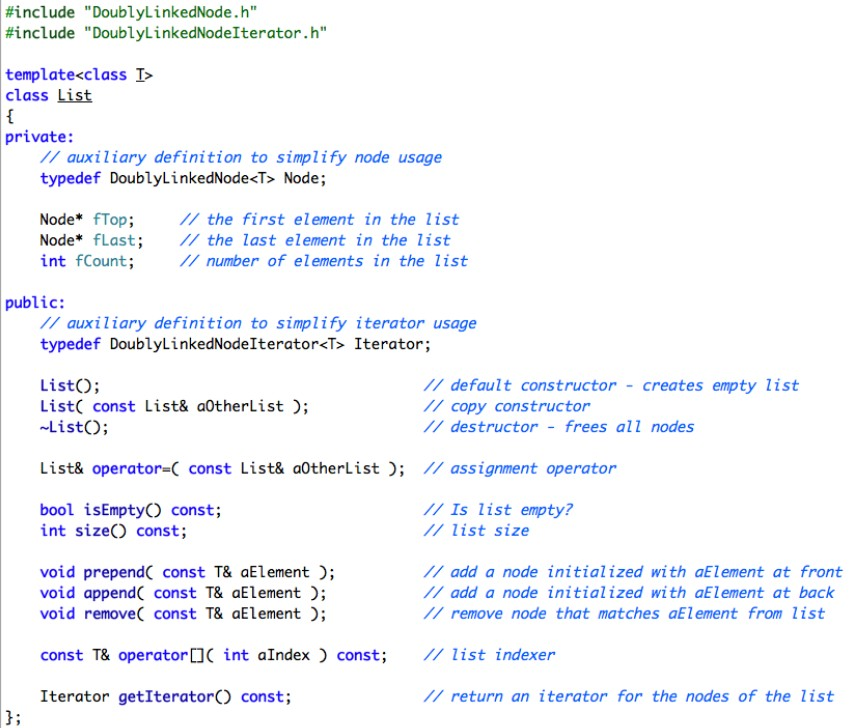 #include "DoublyLinkedNode.h"
#include "DoublyLinkedNodeIterator.h"

template<class T>
class List
{
private:
    // auxiliary definition to simplify node usage
    typedef DoublyLinkedNode<T> Node;

    Node* fTop;     // the first element in the list
    Node* fLast;    // the last element in the list
    int fCount;     // number of elements in the list

public:
    // auxiliary definition to simplify iterator usage
    typedef DoublyLinkedNodeIterator<T> Iterator;

    List();                                     // default constructor - creates empty list
    List( const List& aOtherList );             // copy constructor
    ~List();                                    // destructor - frees all nodes

    List& operator=( const List& aOtherList );  // assignment operator

    bool isEmpty() const;                       // Is list empty?
    int size() const;                           // list size

    void prepend( const T& aElement );          // add a node initialized with aElement at front
    void append( const T& aElement );           // add a node initialized with aElement at back
    void remove( const T& aElement );           // remove node that matches aElement from list

    const T& operator[]( int aIndex ) const;    // list indexer

    Iterator getIterator() const;               // return an iterator for the nodes of the list
};